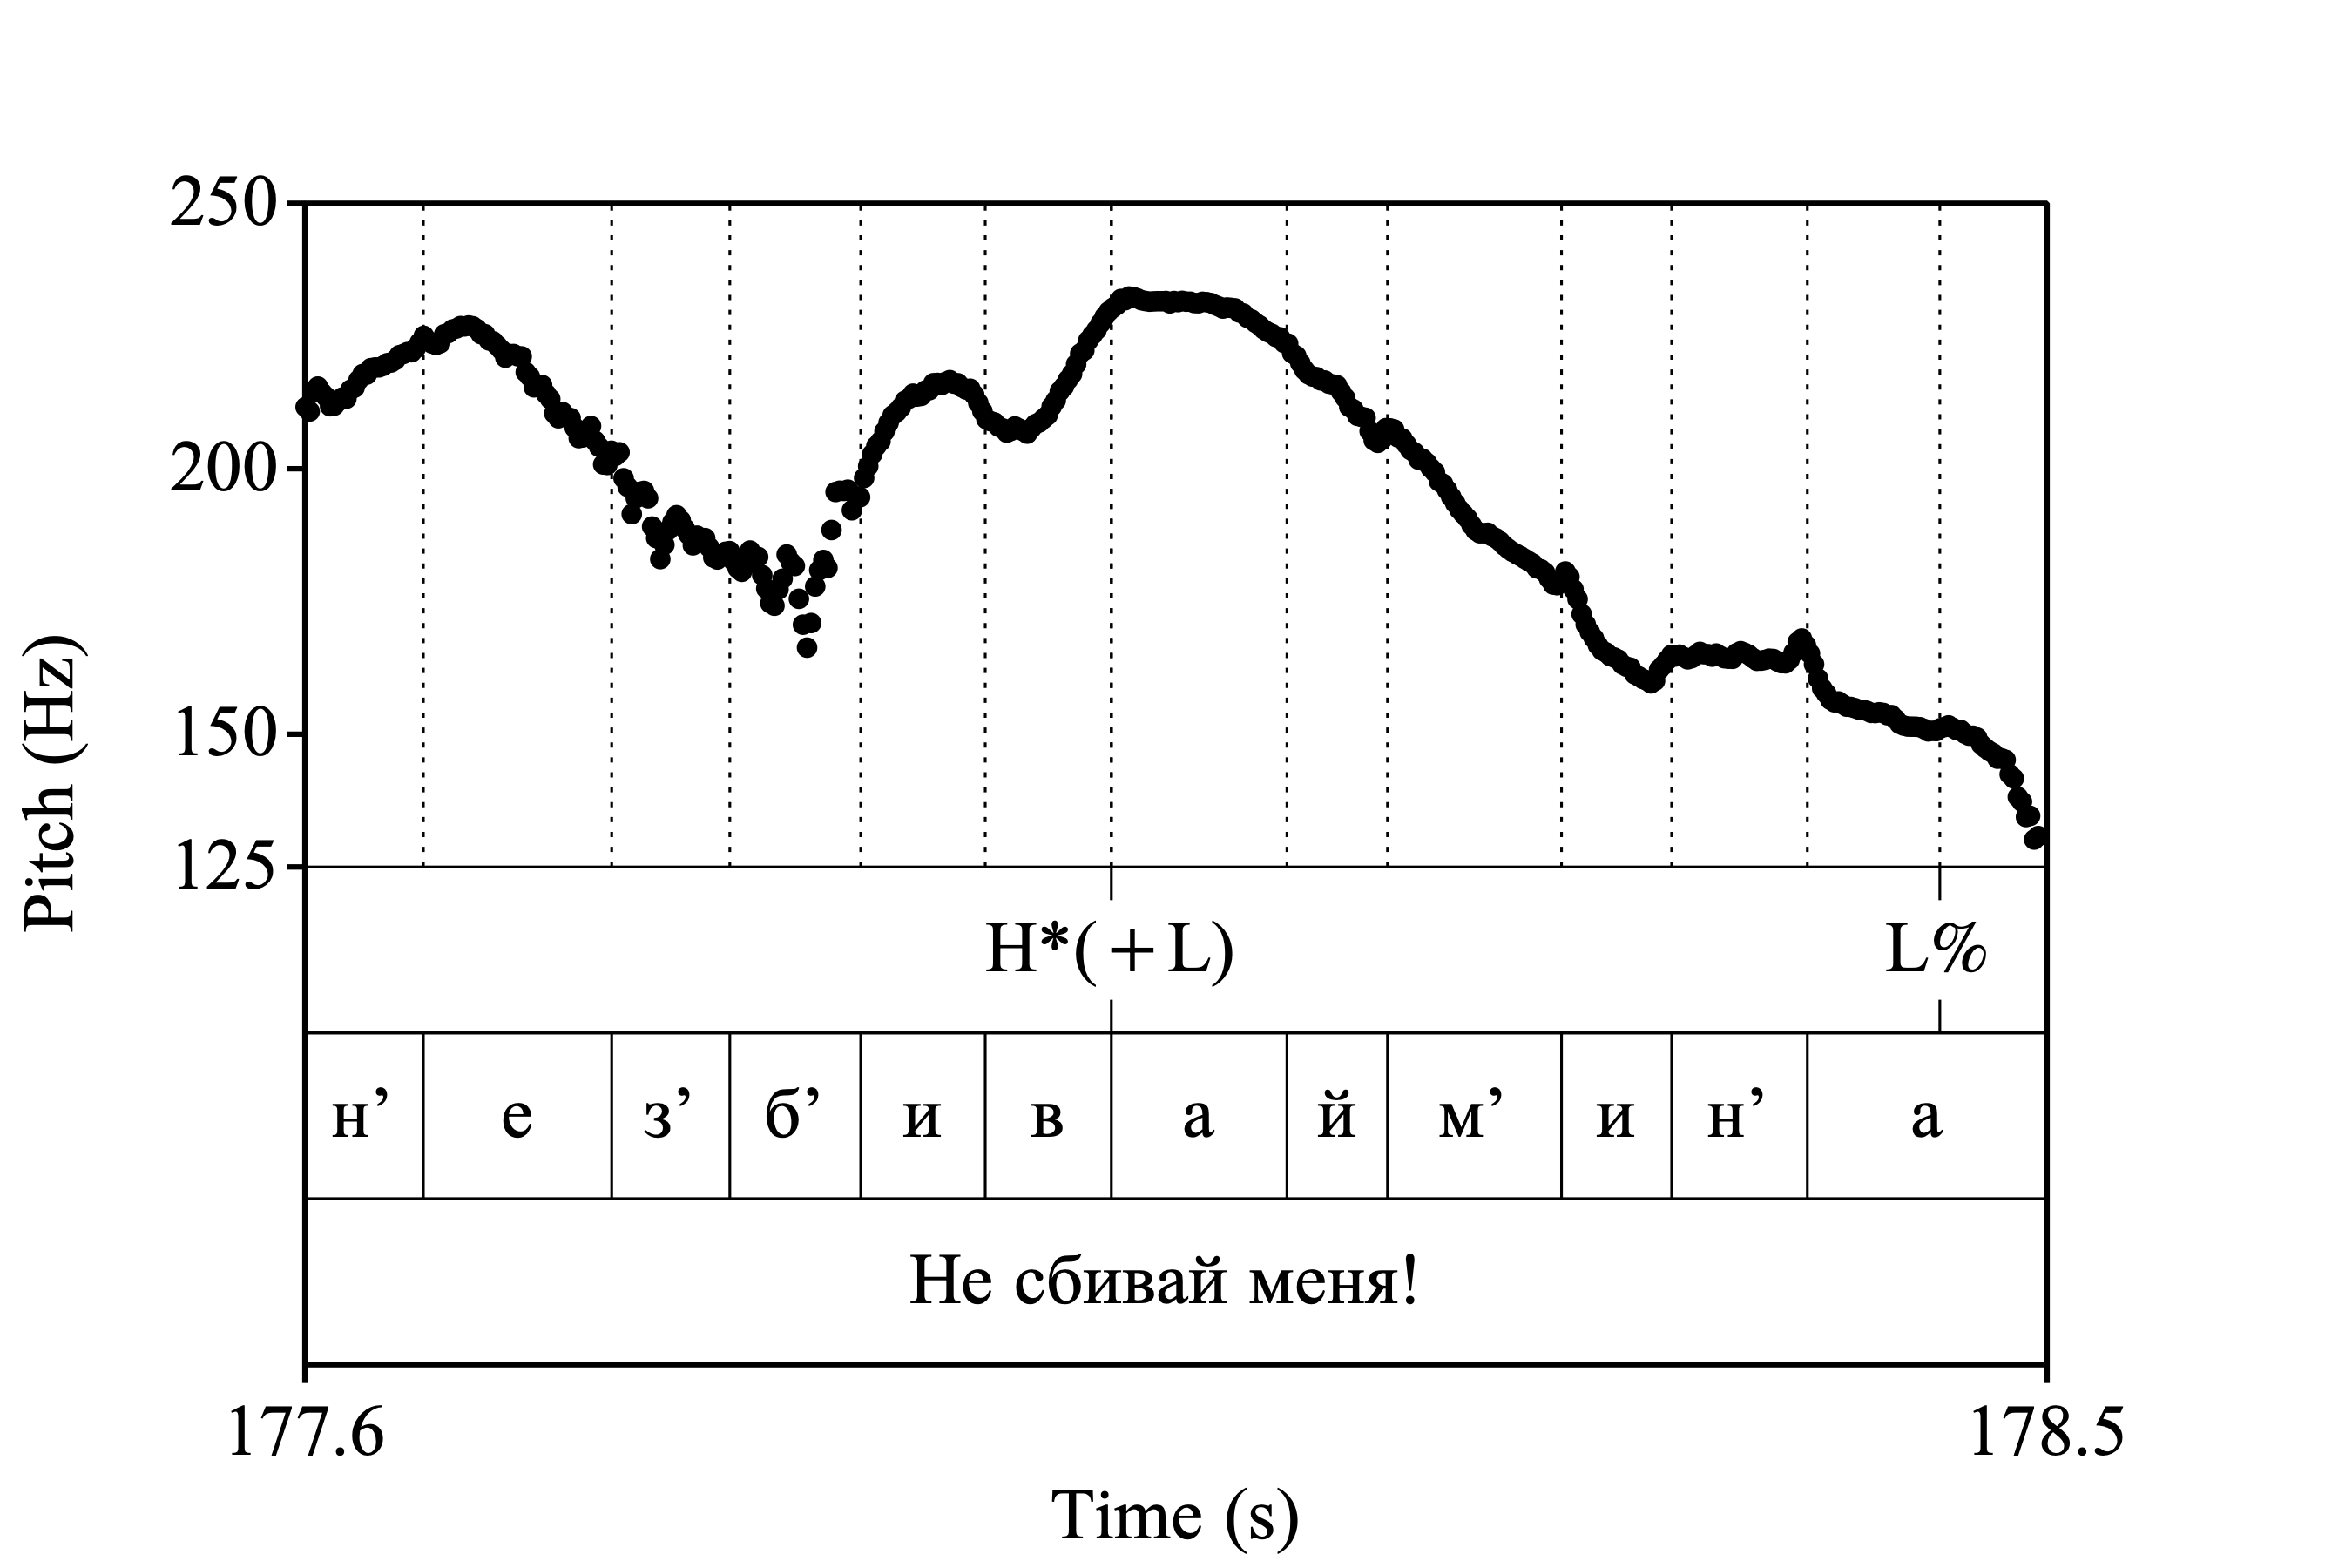 250
200
150
125
Pitch (Hz)
H*(+L) L%
н’ е з’ б’ и в а й м’ и н’ а
Не сбивай меня!
177.6 178.5
Time (s)